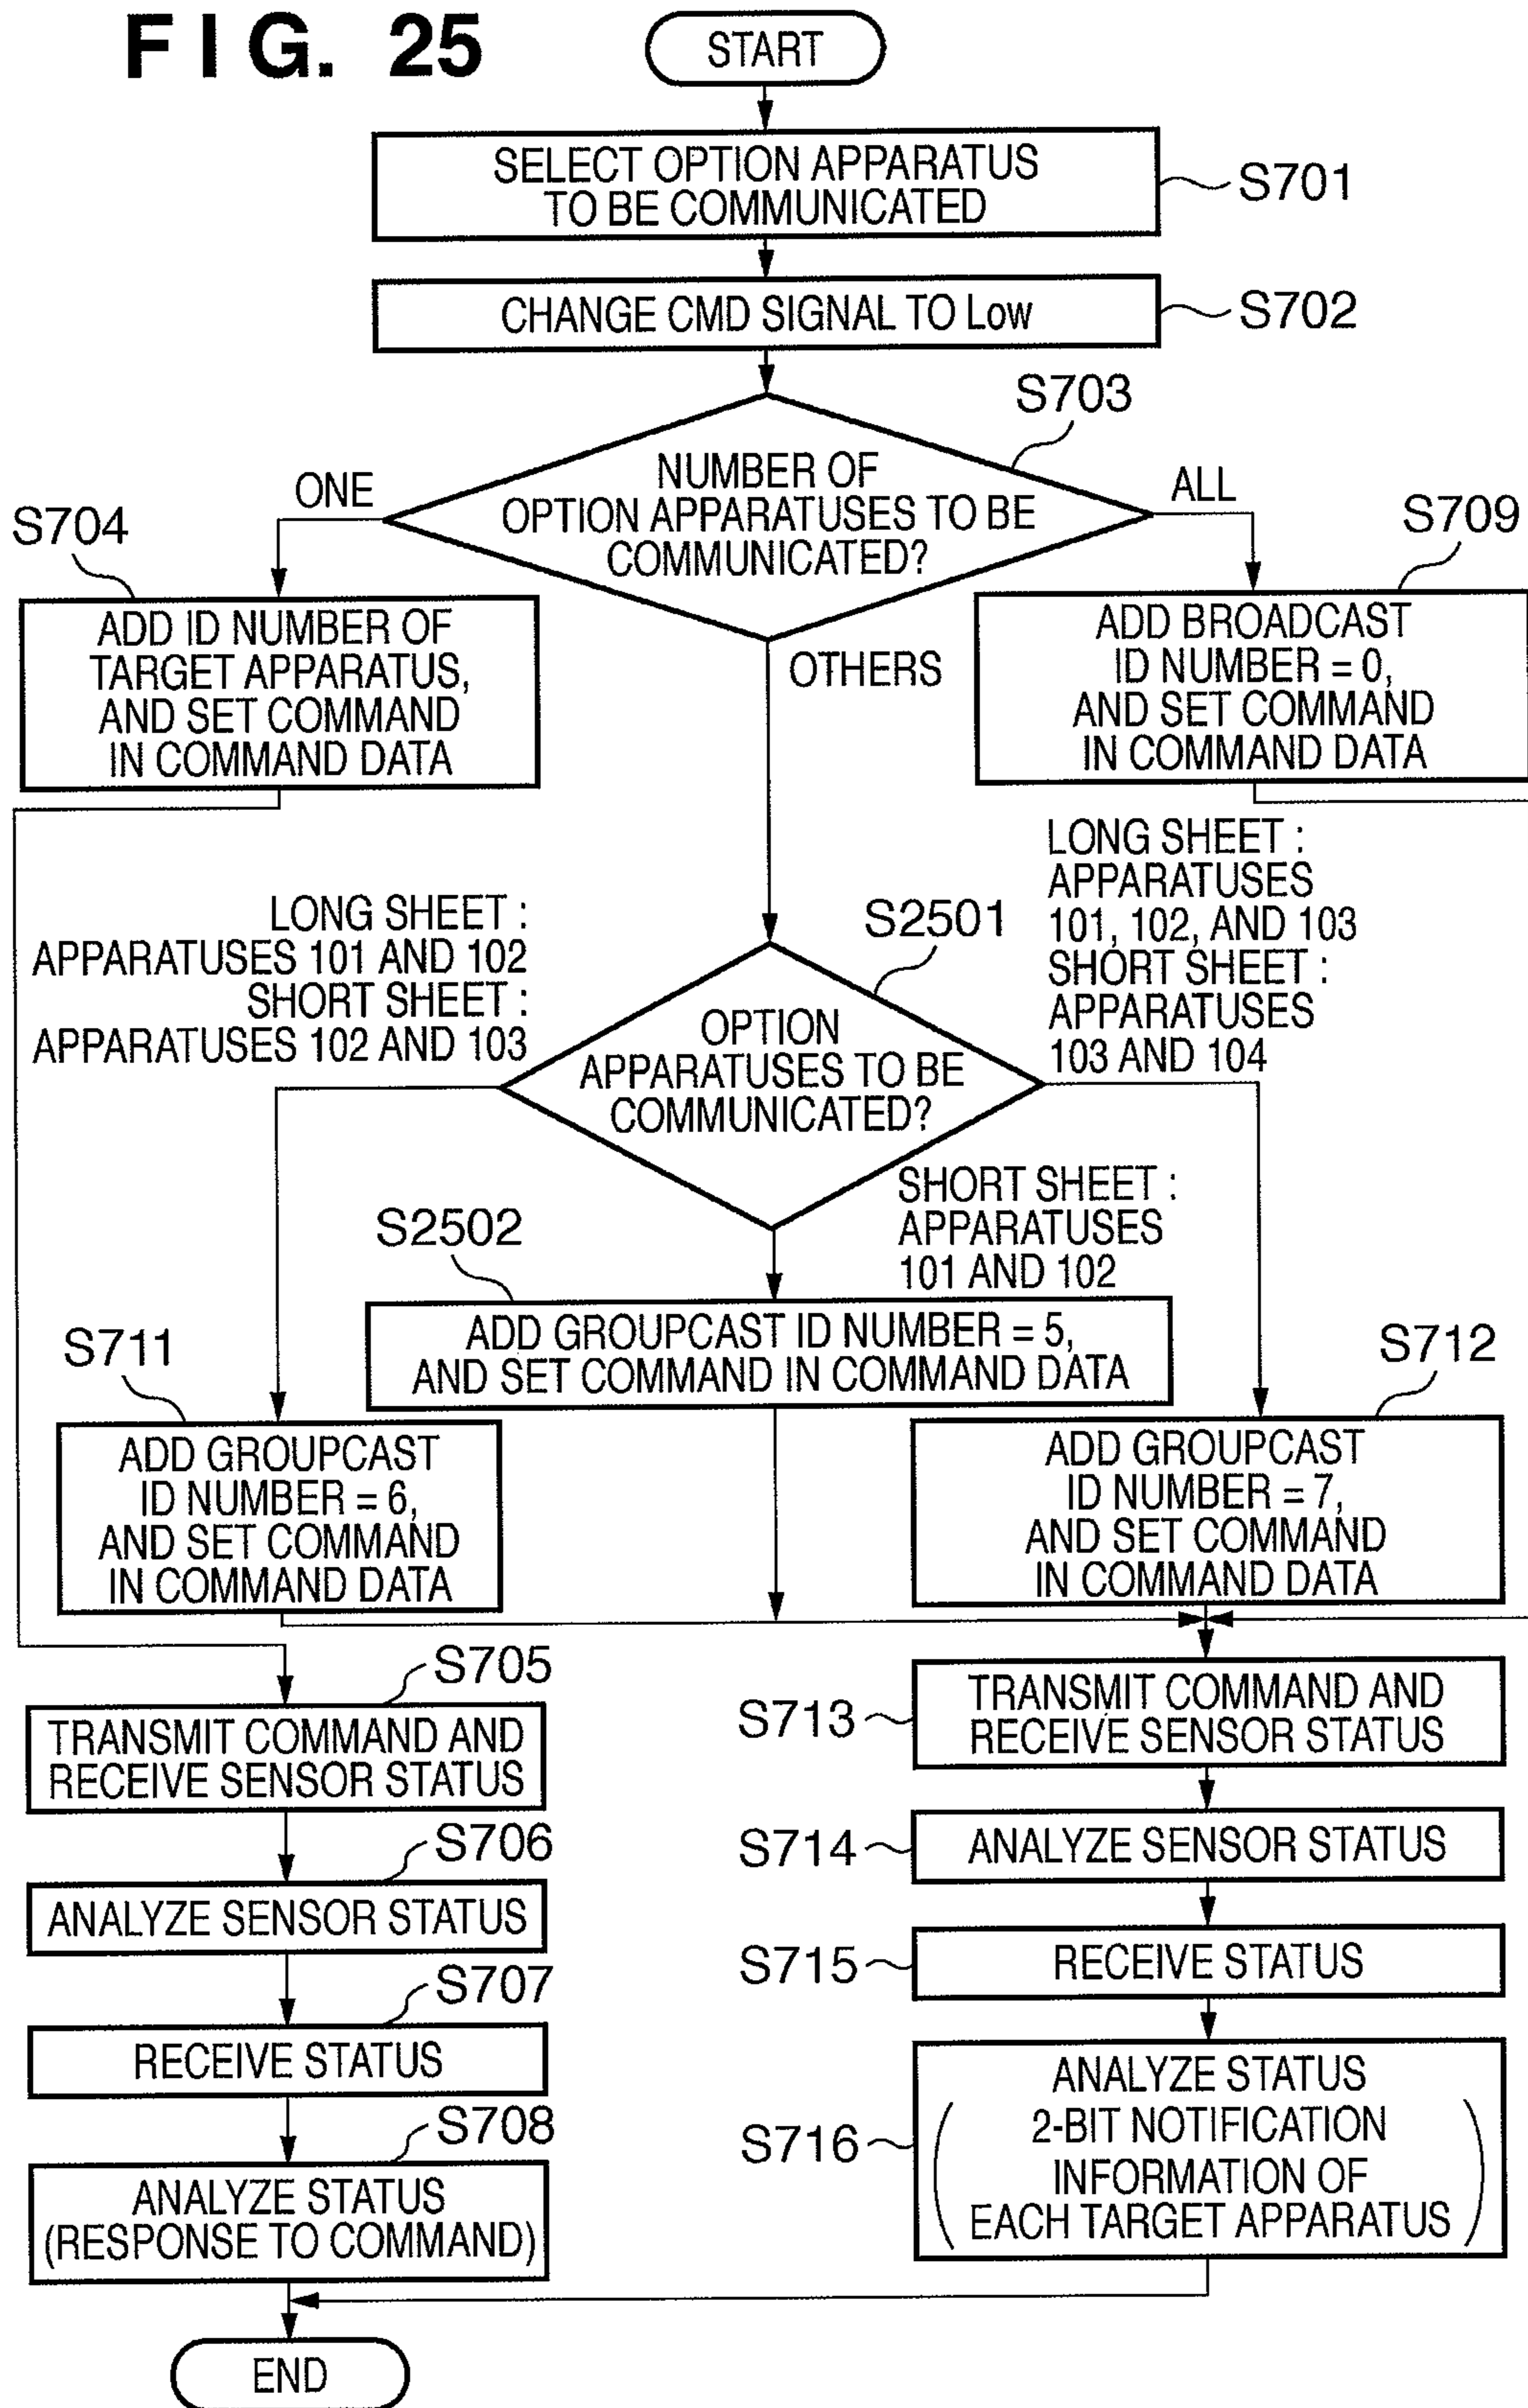 FIG. 25
START
SELECT OPTION APPARATUS
TO BE COMMUNICATED
S701
CHANGE CMD SIGNAL TO Low
S702
S703
NUMBER OF
OPTION APPARATUSES TO BE
COMMUNICATED?
ONE
ALL
OTHERS
S704
ADD ID NUMBER OF
TARGET APPARATUS,
AND SET COMMAND
IN COMMAND DATA
S709
ADD BROADCAST
ID NUMBER = 0,
AND SET COMMAND
IN COMMAND DATA
LONG SHEET :
APPARATUSES 101 AND 102
SHORT SHEET :
APPARATUSES 102 AND 103
S2501
OPTION
APPARATUSES TO BE
COMMUNICATED?
LONG SHEET :
APPARATUSES
101, 102, AND 103
SHORT SHEET :
APPARATUSES
103 AND 104
SHORT SHEET :
APPARATUSES
101 AND 102
S2502
ADD GROUPCAST ID NUMBER = 5,
AND SET COMMAND IN COMMAND DATA
S711
ADD GROUPCAST
ID NUMBER = 6,
AND SET COMMAND
IN COMMAND DATA
S712
ADD GROUPCAST
ID NUMBER = 7,
AND SET COMMAND
IN COMMAND DATA
S705
TRANSMIT COMMAND AND
RECEIVE SENSOR STATUS
S706
ANALYZE SENSOR STATUS
S707
RECEIVE STATUS
S708
ANALYZE STATUS
(RESPONSE TO COMMAND)
S713
TRANSMIT COMMAND AND
RECEIVE SENSOR STATUS
S714
ANALYZE SENSOR STATUS
S715
RECEIVE STATUS
S716
ANALYZE STATUS
(2-BIT NOTIFICATION
INFORMATION OF
EACH TARGET APPARATUS)
END